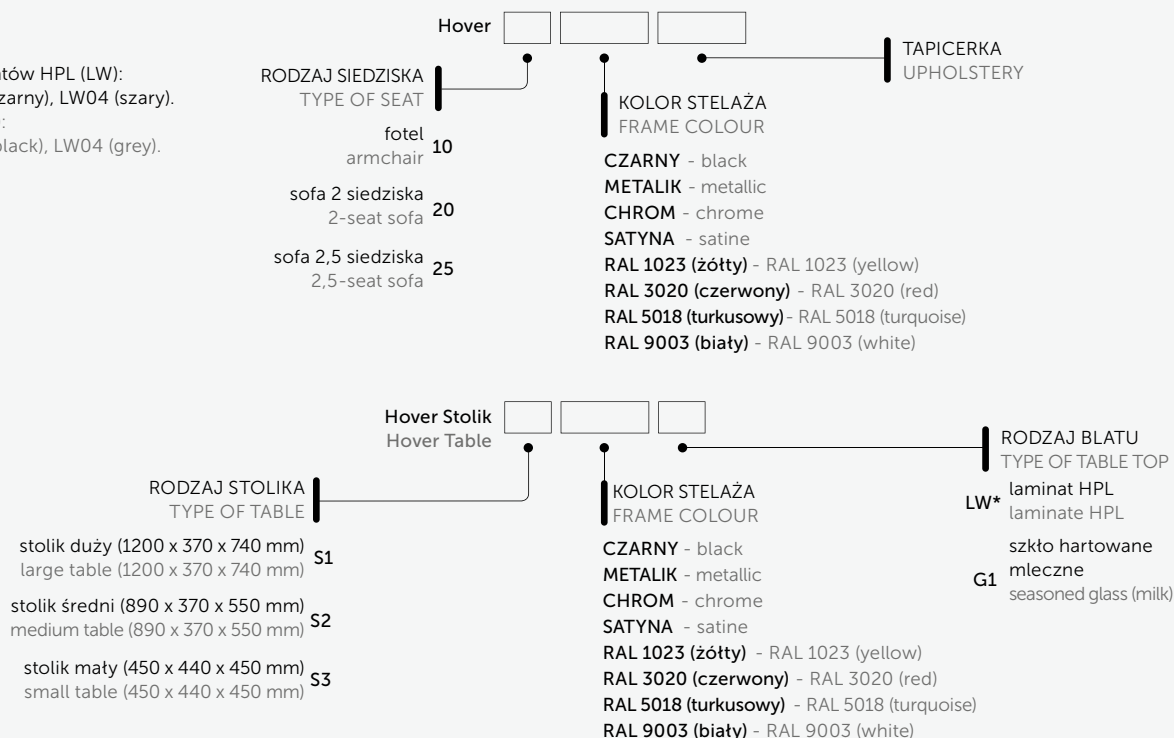 tów HPL (LW):
zarny), LW04 (szary).
lack), LW04 (grey).
Hover
RODZAJ SIEDZISKA
TYPE OF SEAT
fotel
armchair 10
sofa 2 siedziska
2-seat sofa 20
sofa 2,5 siedziska
2,5-seat sofa 25
KOLOR STELAŻA
FRAME COLOUR
CZARNY - black
METALIK - metallic
CHROM - chrome
SATYNA - satine
RAL 1023 (żółty) - RAL 1023 (yellow)
RAL 3020 (czerwony) - RAL 3020 (red)
RAL 5018 (turkusowy) - RAL 5018 (turquoise)
RAL 9003 (biały) - RAL 9003 (white)
TAPICERKA
UPHOLSTERY
Hover Stolik
Hover Table
RODZAJ STOLIKA
TYPE OF TABLE
stolik duży (1200 x 370 x 740 mm)
large table (1200 x 370 x 740 mm) S1
stolik średni (890 x 370 x 550 mm)
medium table (890 x 370 x 550 mm) S2
stolik mały (450 x 440 x 450 mm)
small table (450 x 440 x 450 mm) S3
KOLOR STELAŻA
FRAME COLOUR
CZARNY - black
METALIK - metallic
CHROM - chrome
SATYNA - satine
RAL 1023 (żółty) - RAL 1023 (yellow)
RAL 3020 (czerwony) - RAL 3020 (red)
RAL 5018 (turkusowy) - RAL 5018 (turquoise)
RAL 9003 (biały) - RAL 9003 (white)
RODZAJ BLATU
TYPE OF TABLE TOP
LW* laminat HPL
laminate HPL
szkło hartowane
G1 mleczne
seasoned glass (milk)